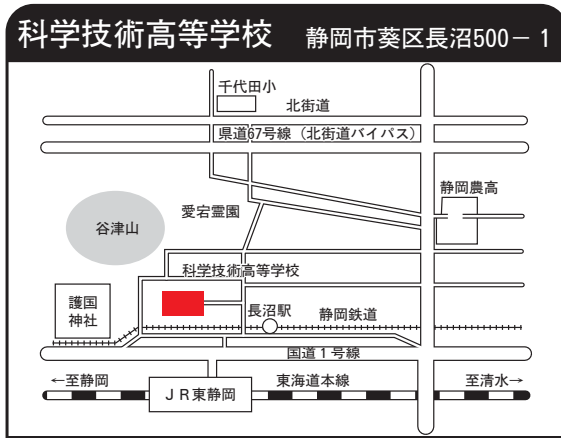 科学技術高等学校 静岡市葵区長沼500－1
千代田小
北街道
県道67号線（北街道バイパス）
静岡農高
愛宕霊園
谷津山
科学技術高等学校
護国
神社
長沼駅
静岡鉄道
国道1号線
←至静岡
東海道本線
至清水→
ＪＲ東静岡